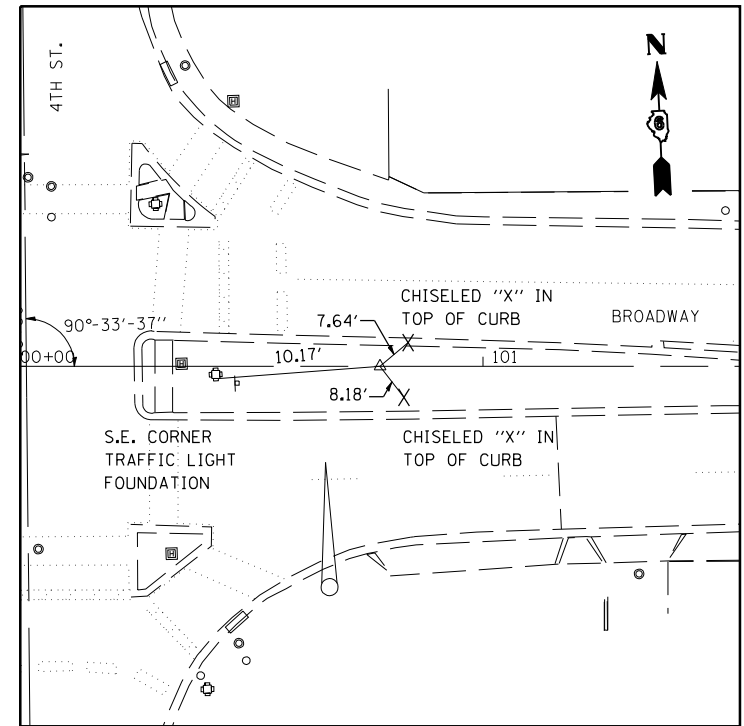 4TH ST.
N
6
CHISELED "X" IN
TOP OF CURB
7.64'
BROADWAY
90°-33'-37"
00+00
10.17'
101
8.18'
S.E. CORNER
TRAFFIC LIGHT
FOUNDATION
CHISELED "X" IN
TOP OF CURB
H
H
H